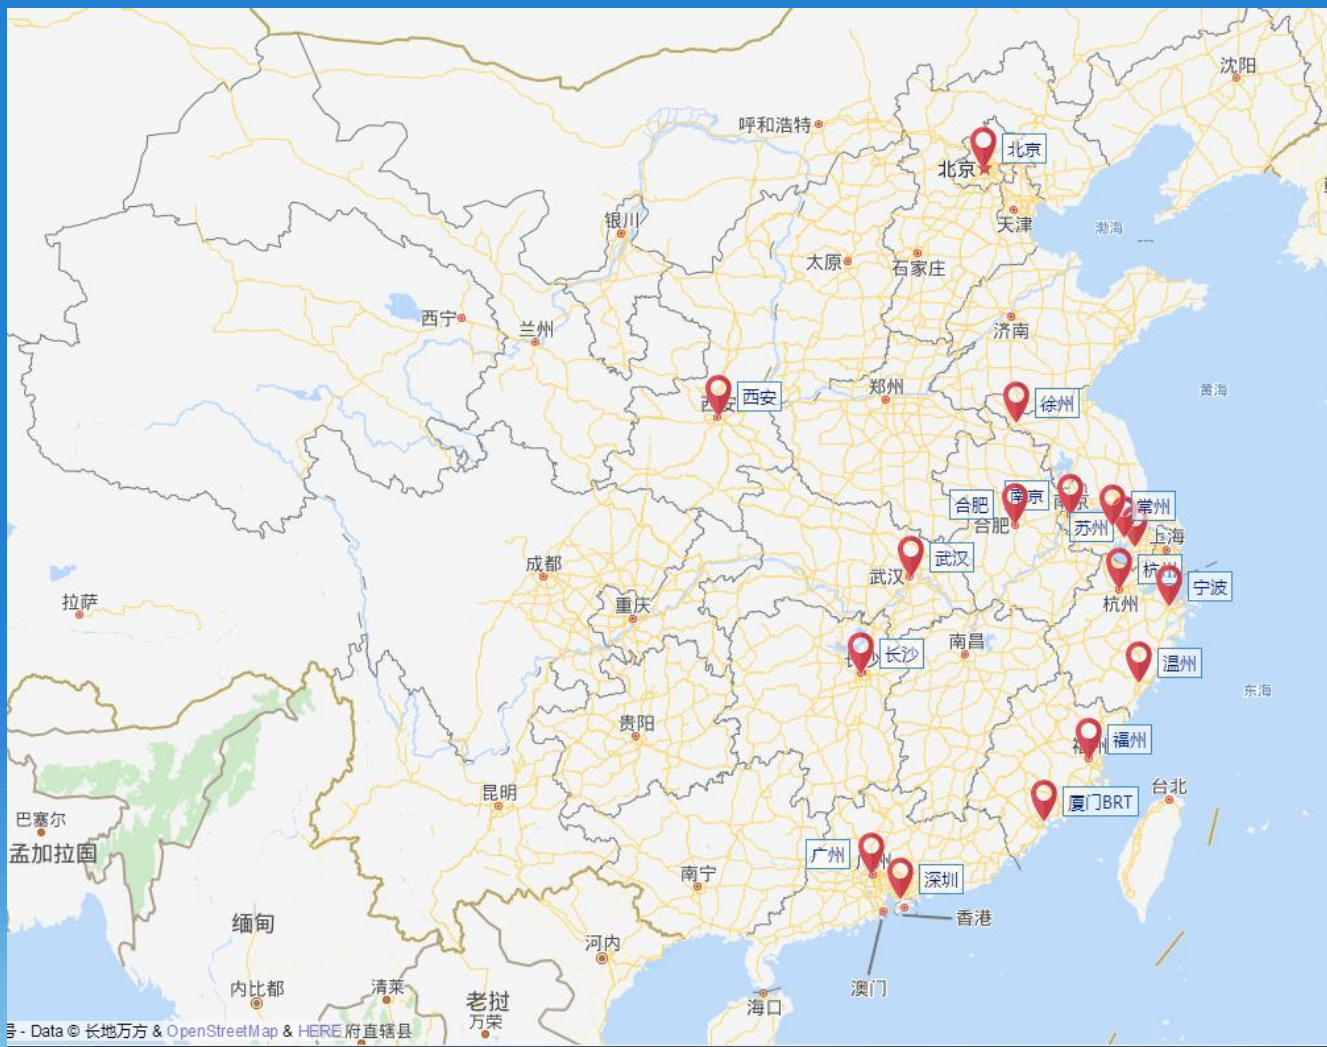 沈阳
呼和浩特
北京
北京
天津
渤海
银川
太原
石家庄
西宁
兰州
济南
郑州
黄海
西安
徐州
合肥
南京
常州
苏州
合肥
上海
武汉
武汉
杭州
杭州
宁波
成都
拉萨
重庆
南昌
长沙
温州
东海
贵阳
福州
昆明
台北
厦门BRT
巴塞尔
孟加拉国
广州
深圳
南宁
香港
缅甸
河内
澳门
内比都
清莱
老挝
万荣
海口
号 - Data © 长地万方 & OpenStreetMap & HERE 府直辖县